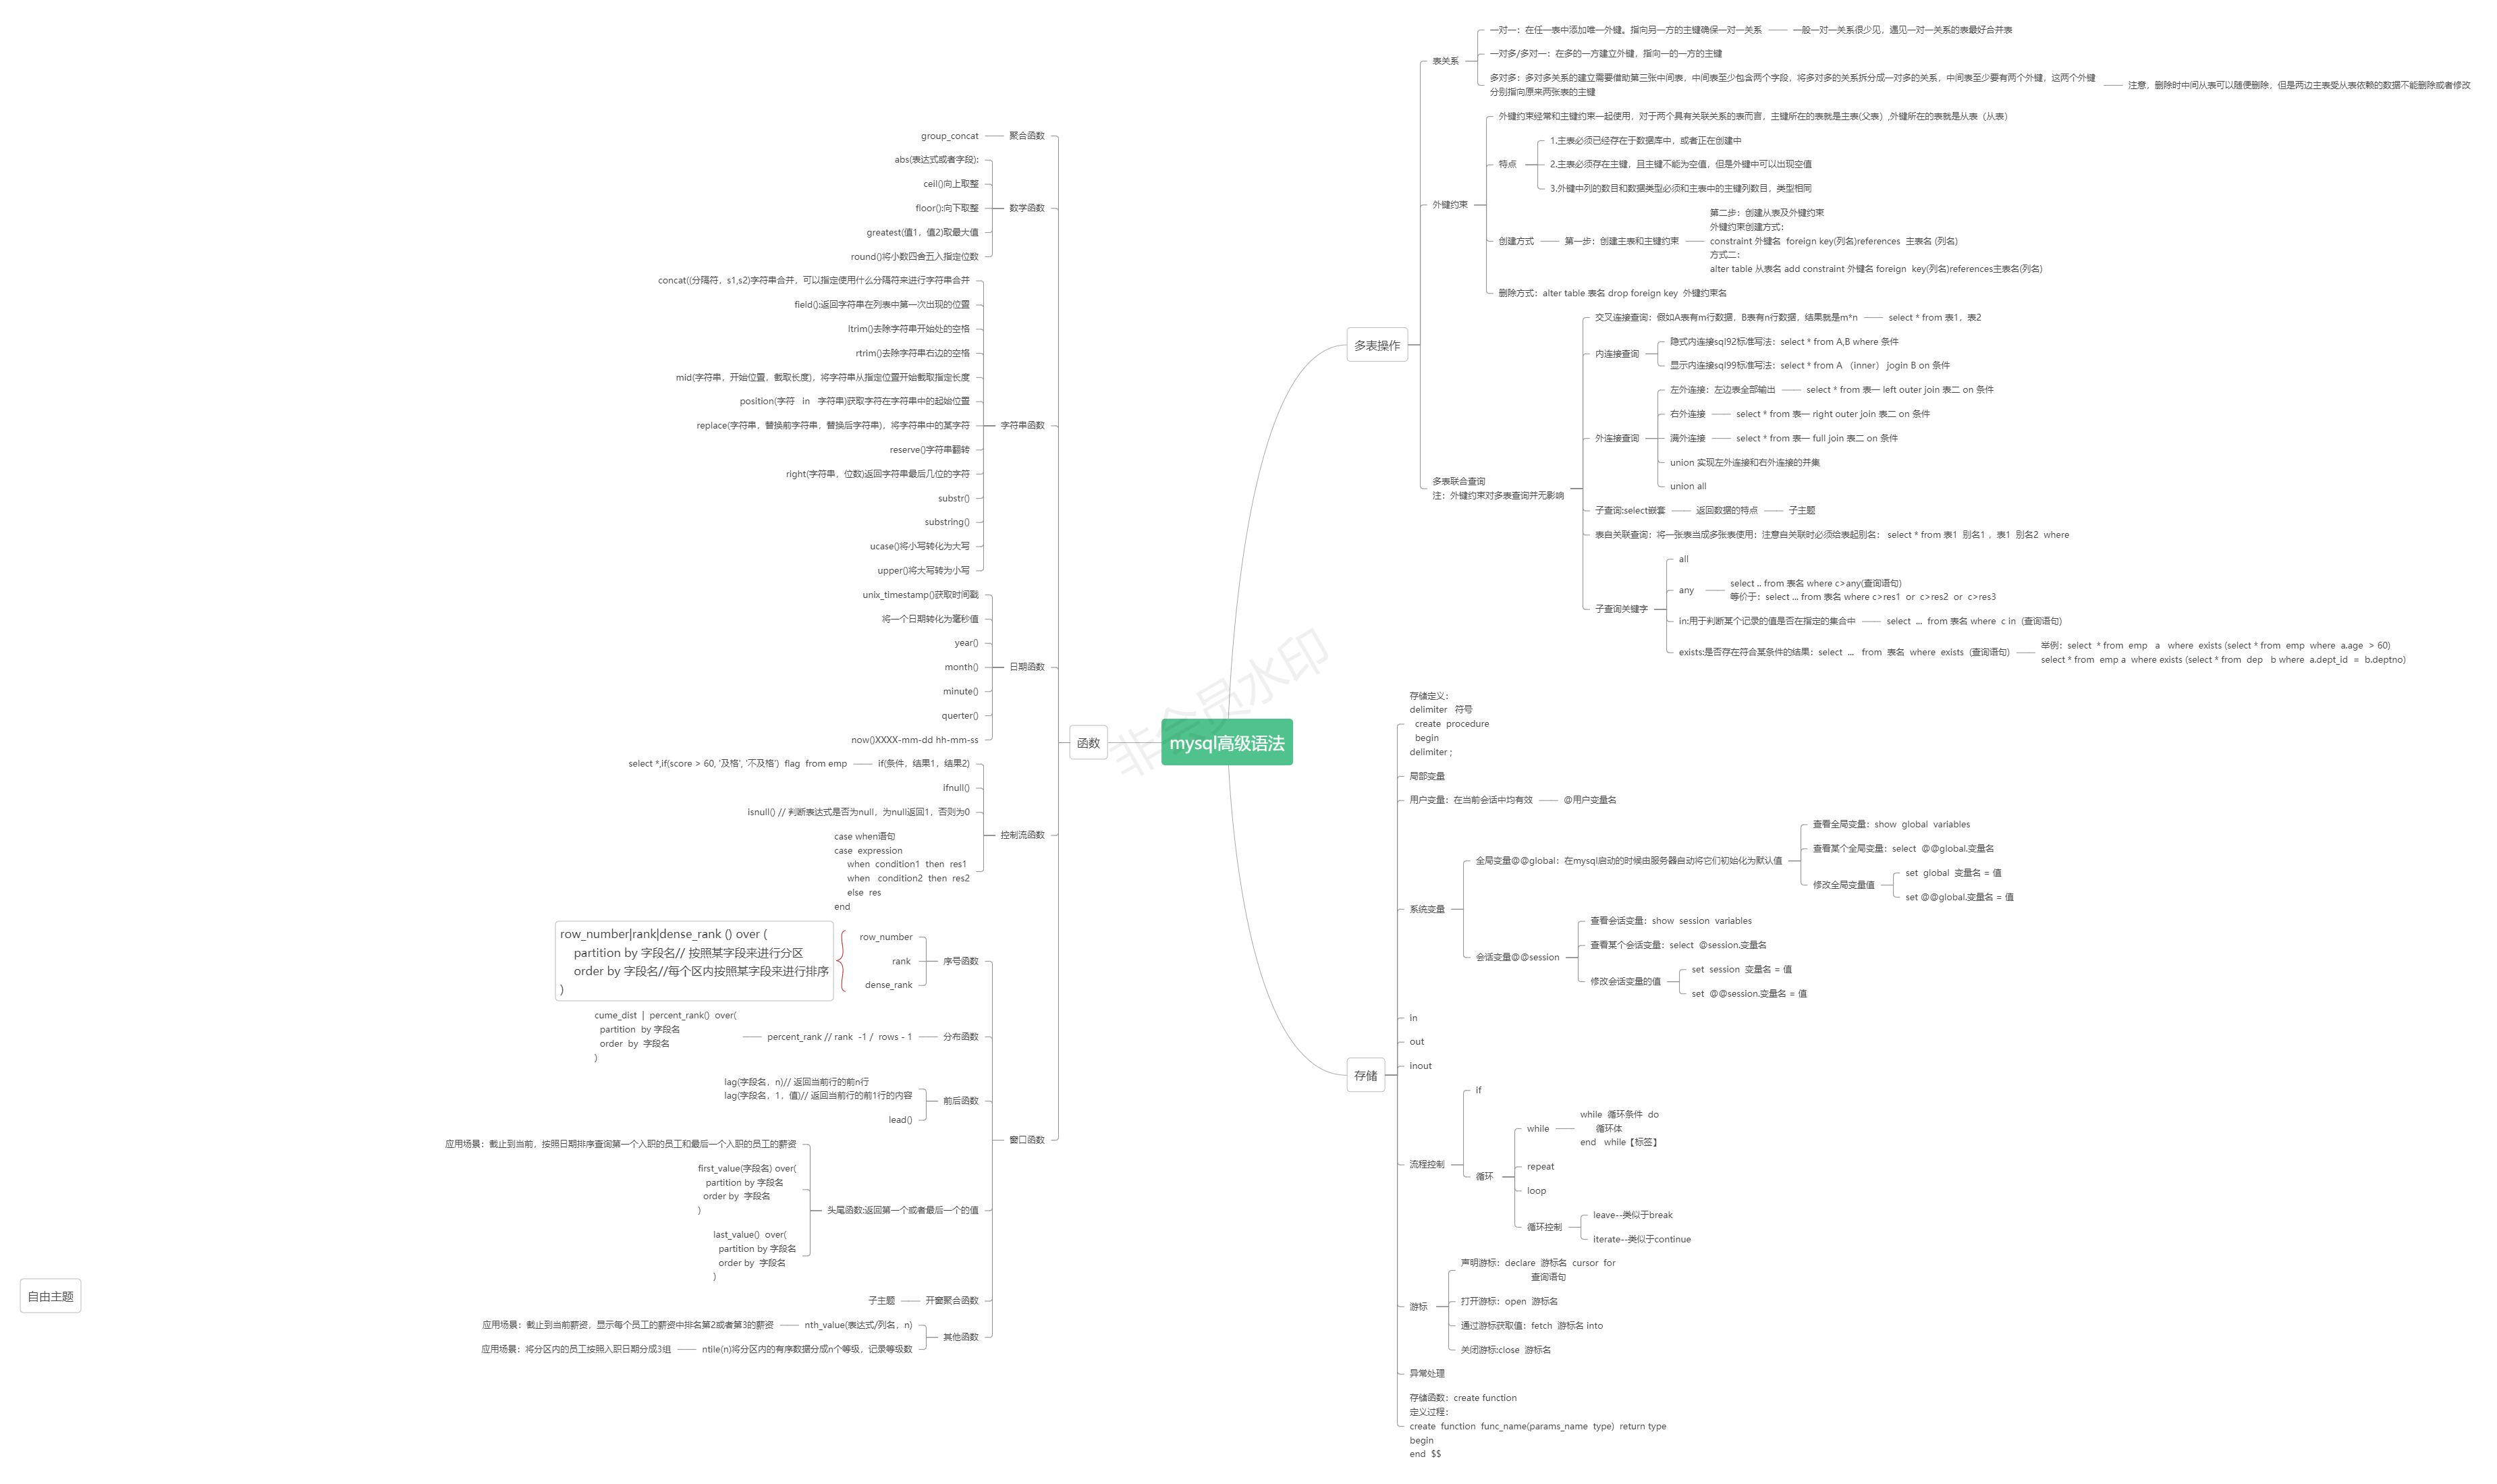 mysql高级语法
非会员水印
多表操作
表关系
一对一：在任一表中添加唯一外键。指向另一方的主键确保一对一关系
一般一对一关系很少见，遇见一对一关系的表最好合并表
一对多/多对一：在多的一方建立外键，指向一的一方的主键
多对多：多对多关系的建立需要借助第三张中间表，中间表至少包含两个字段，将多对多的关系拆分成一对多的关系，中间表至少要有两个外键，这两个外键
分别指向原来两张表的主键
注意，删除时中间从表可以随便删除，但是两边主表受从表依赖的数据不能删除或者修改
外键约束
外键约束经常和主键约束一起使用，对于两个具有关联关系的表而言，主键所在的表就是主表(父表）,外键所在的表就是从表（从表）
特点
1.主表必须已经存在于数据库中，或者正在创建中
2.主表必须存在主键，且主键不能为空值，但是外键中可以出现空值
3.外键中列的数目和数据类型必须和主表中的主键列数目，类型相同
创建方式
第一步：创建主表和主键约束
第二步：创建从表及外键约束
外键约束创建方式：
constraint 外键名 foreign key(列名)references 主表名 (列名)
方式二：
alter table 从表名 add constraint 外键名 foreign key(列名)references主表名(列名)
删除方式：alter table 表名 drop foreign key 外键约束名
多表联合查询
注：外键约束对多表查询并无影响
交叉连接查询：假如A表有m行数据，B表有n行数据，结果就是m*n
select * from 表1，表2
内连接查询
隐式内连接sql92标准写法：select * from A,B where 条件
显示内连接sql99标准写法：select * from A （inner） jogin B on 条件
外连接查询
左外连接：左边表全部输出
select * from 表一 left outer join 表二 on 条件
右外连接
select * from 表一 right outer join 表二 on 条件
满外连接
select * from 表一 full join 表二 on 条件
union 实现左外连接和右外连接的并集
union all
子查询:select嵌套
返回数据的特点
子主题
表自关联查询：将一张表当成多张表使用：注意自关联时必须给表起别名： select * from 表1 别名1 ，表1 别名2 where
子查询关键字
all
any
select .. from 表名 where c>any(查询语句)
等价于：select ... from 表名 where c>res1 or c>res2 or c>res3
in:用于判断某个记录的值是否在指定的集合中
select ... from 表名 where c in (查询语句)
exists:是否存在符合某条件的结果：select ... from 表名 where exists (查询语句)
举例：select * from emp a where exists (select * from emp where a.age > 60)
select * from emp a where exists (select * from dep b where a.dept_id = b.deptno)
存储
存储定义：
delimiter 符号
create procedure
begin
delimiter ;
局部变量
用户变量：在当前会话中均有效
@用户变量名
系统变量
全局变量@@global：在mysql启动的时候由服务器自动将它们初始化为默认值
查看全局变量：show global variables
查看某个全局变量：select @@global.变量名
修改全局变量值
set global 变量名 = 值
set @@global.变量名 = 值
会话变量@@session
查看会话变量：show session variables
查看某个会话变量：select @session.变量名
修改会话变量的值
set session 变量名 = 值
set @@session.变量名 = 值
in
out
inout
流程控制
if
循环
while
while 循环条件 do
循环体
end while【标签】
repeat
loop
循环控制
leave--类似于break
iterate--类似于continue
游标
声明游标：declare 游标名 cursor for
查询语句
打开游标：open 游标名
通过游标获取值：fetch 游标名 into
关闭游标:close 游标名
异常处理
存储函数：create function
定义过程：
create function func_name(params_name type) return type
begin
end $$
函数
聚合函数
group_concat
数学函数
abs(表达式或者字段):
ceil()向上取整
floor():向下取整
greatest(值1，值2)取最大值
round()将小数四舍五入指定位数
字符串函数
concat((分隔符，s1,s2)字符串合并，可以指定使用什么分隔符来进行字符串合并
field():返回字符串在列表中第一次出现的位置
ltrim()去除字符串开始处的空格
rtrim()去除字符串右边的空格
mid(字符串，开始位置，截取长度)，将字符串从指定位置开始截取指定长度
position(字符 in 字符串)获取字符在字符串中的起始位置
replace(字符串，替换前字符串，替换后字符串)，将字符串中的某字符
reserve()字符串翻转
right(字符串，位数)返回字符串最后几位的字符
substr()
substring()
ucase()将小写转化为大写
upper()将大写转为小写
日期函数
unix_timestamp()获取时间戳
将一个日期转化为毫秒值
year()
month()
minute()
querter()
now()XXXX-mm-dd hh-mm-ss
控制流函数
if(条件，结果1，结果2)
select *,if(score > 60, '及格', '不及格') flag from emp
ifnull()
isnull() // 判断表达式是否为null，为null返回1，否则为0
case when语句
case expression
when condition1 then res1
when condition2 then res2
else res
end
窗口函数
序号函数
row_number
rank
dense_rank
row_number|rank|dense_rank () over (
partition by 字段名// 按照某字段来进行分区
order by 字段名//每个区内按照某字段来进行排序
)
分布函数
percent_rank // rank -1 / rows - 1
cume_dist | percent_rank() over(
partition by 字段名
order by 字段名
)
前后函数
lag(字段名，n)// 返回当前行的前n行
lag(字段名，1，值)// 返回当前行的前1行的内容
lead()
头尾函数:返回第一个或者最后一个的值
应用场景：截止到当前，按照日期排序查询第一个入职的员工和最后一个入职的员工的薪资
first_value(字段名) over(
partition by 字段名
order by 字段名
)
last_value() over(
partition by 字段名
order by 字段名
)
开窗聚合函数
子主题
其他函数
nth_value(表达式/列名，n)
应用场景：截止到当前薪资，显示每个员工的薪资中排名第2或者第3的薪资
ntile(n)将分区内的有序数据分成n个等级，记录等级数
应用场景：将分区内的员工按照入职日期分成3组
自由主题